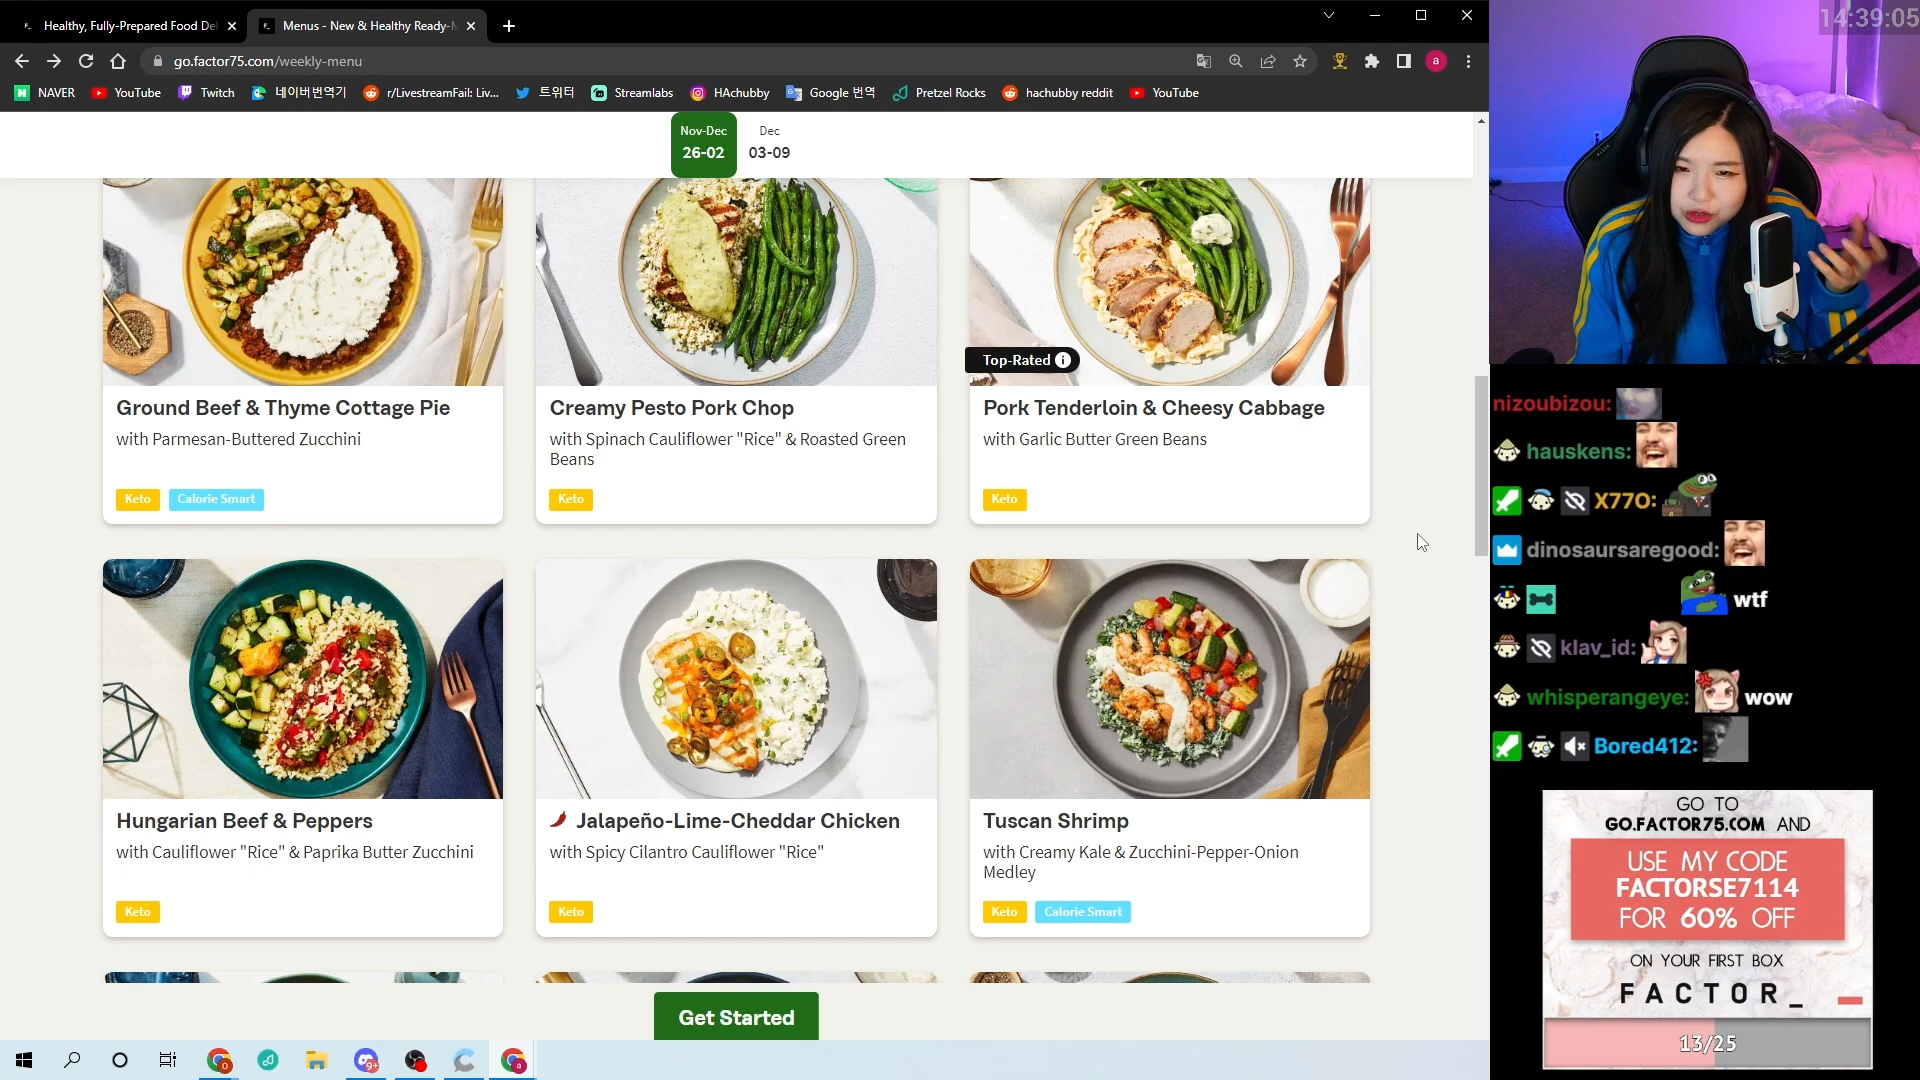 Healthy, Fully-Prepared Food De
Menus - New & Healthy Ready-M
14:39:05
go.factor75.com/weekly-menu
a
NAVER
YouTube
Twitch
네이버번역기
r/LivestreamFail: Liv...
트위터
Streamlabs
HAchubby
Google 번역
Pretzel Rocks
hachubby reddit
YouTube
Nov-Dec
26-02
Dec
03-09
Top-Rated
Ground Beef & Thyme Cottage Pie
with Parmesan-Buttered Zucchini
Keto
Calorie Smart
Creamy Pesto Pork Chop
with Spinach Cauliflower "Rice" & Roasted Green
Beans
Keto
Pork Tenderloin & Cheesy Cabbage
with Garlic Butter Green Beans
Keto
Hungarian Beef & Peppers
with Cauliflower "Rice" & Paprika Butter Zucchini
Keto
Jalapeño-Lime-Cheddar Chicken
with Spicy Cilantro Cauliflower "Rice"
Keto
Tuscan Shrimp
with Creamy Kale & Zucchini-Pepper-Onion
Medley
Keto
Calorie Smart
Get Started
nizoubizou:
hauskens:
X77O:
dinosaursaregood:
wtf
klav_id:
whisperangeye: wow
Bored412:
GO TO
GO.FACTOR75.COM AND
USE MY CODE
FACTORSE7114
FOR 60% OFF
ON YOUR FIRST BOX
FACTOR_
13/25
9+